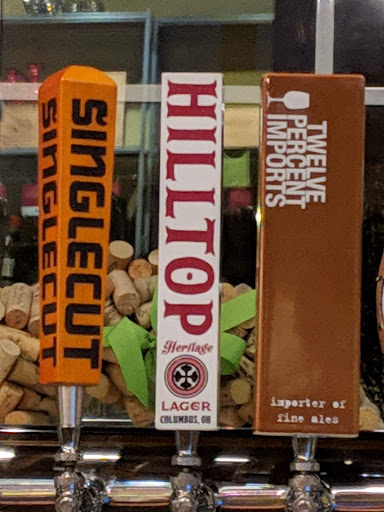 SINGLECUT
SINGLECUT
HILLTOP
Heritage
LAGER
COLUMBUS, OH
TWELVE
PERCENT
IMPORTS
importer of
fine ales